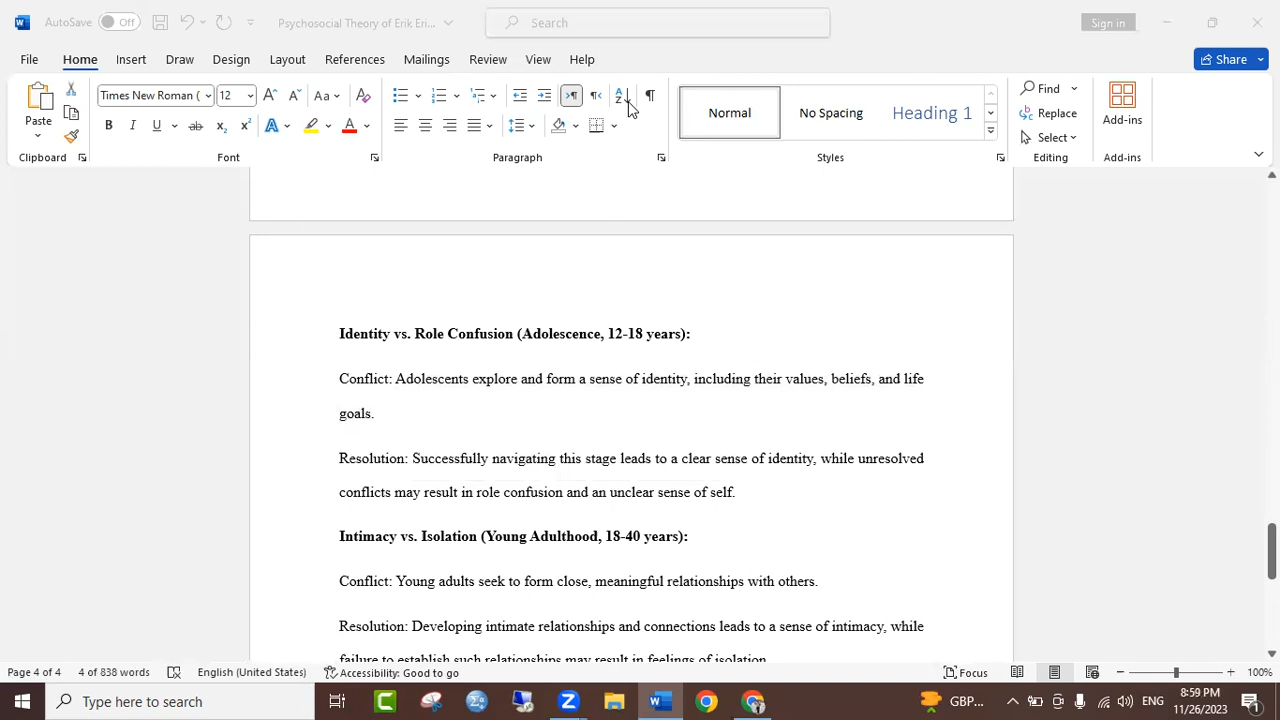 AutoSave Off Psychosocial Theory of Erik Eri... Search Sign in
File Home Insert Draw Design Layout References Mailings Review View Help Share
Paste Times New Roman ( 12 Aa Normal No Spacing Heading 1 Find Replace Select Add-ins
Clipboard Font Paragraph Styles Editing Add-ins
Identity vs. Role Confusion (Adolescence, 12-18 years):
Conflict: Adolescents explore and form a sense of identity, including their values, beliefs, and life
goals.
Resolution: Successfully navigating this stage leads to a clear sense of identity, while unresolved
conflicts may result in role confusion and an unclear sense of self.
Intimacy vs. Isolation (Young Adulthood, 18-40 years):
Conflict: Young adults seek to form close, meaningful relationships with others.
Resolution: Developing intimate relationships and connections leads to a sense of intimacy, while
failure to establish such relationships may result in feelings of isolation.
Page 4 of 4 4 of 838 words English (United States) Accessibility: Good to go Focus 100%
Type here to search GBP... ENG 8:59 PM
11/26/2023